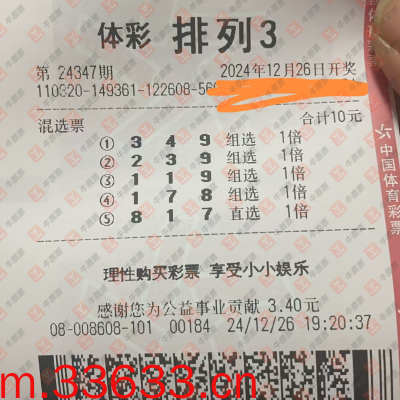 体彩 排列3
第 24347期 2024年12月26日开奖
110320-149361-122608-56
混选票 合计10元
① 3 4 9 组选 1倍
② 2 3 9 组选 1倍
③ 1 1 9 组选 1倍
④ 1 7 8 组选 1倍
⑤ 8 1 7 直选 1倍
理性购买彩票 享受小小娱乐
感谢您为公益事业贡献 3.40元
08-008608-101 00184 24/12/26 19:20:37
中国体育彩票
m.33633.cn